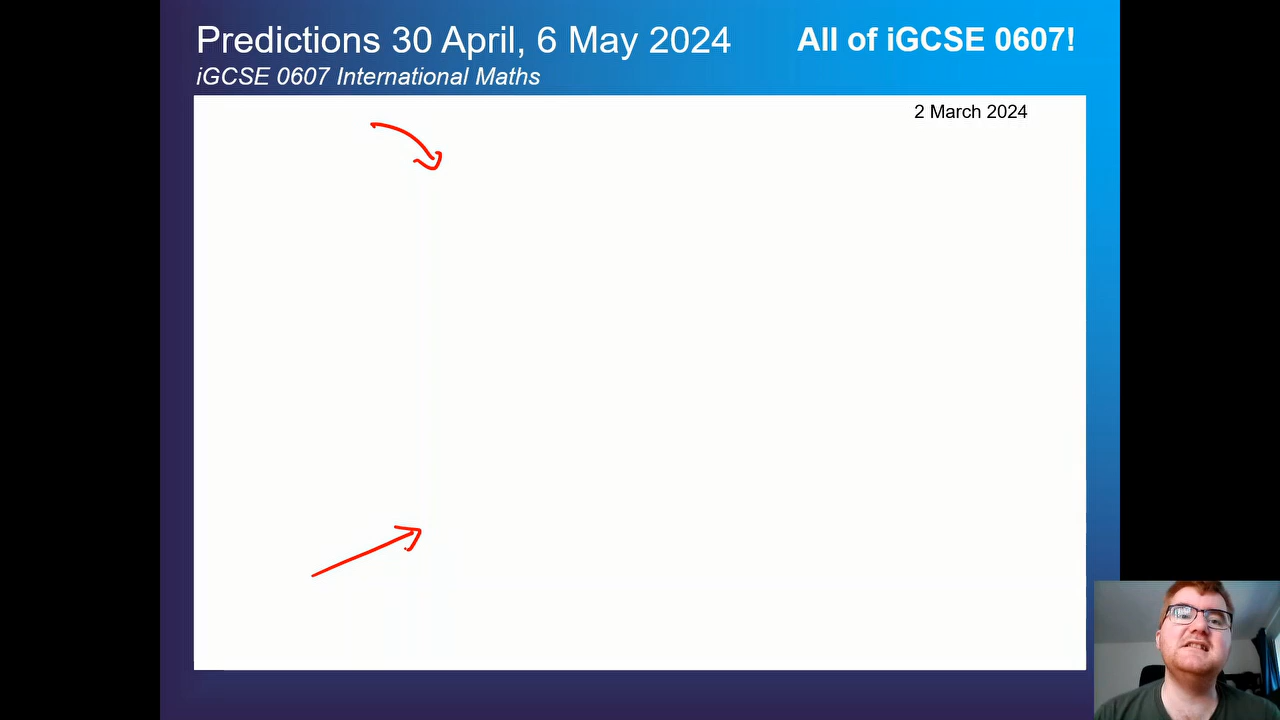 Predictions 30 April, 6 May 2024
All of iGCSE 0607!
iGCSE 0607 International Maths
2 March 2024